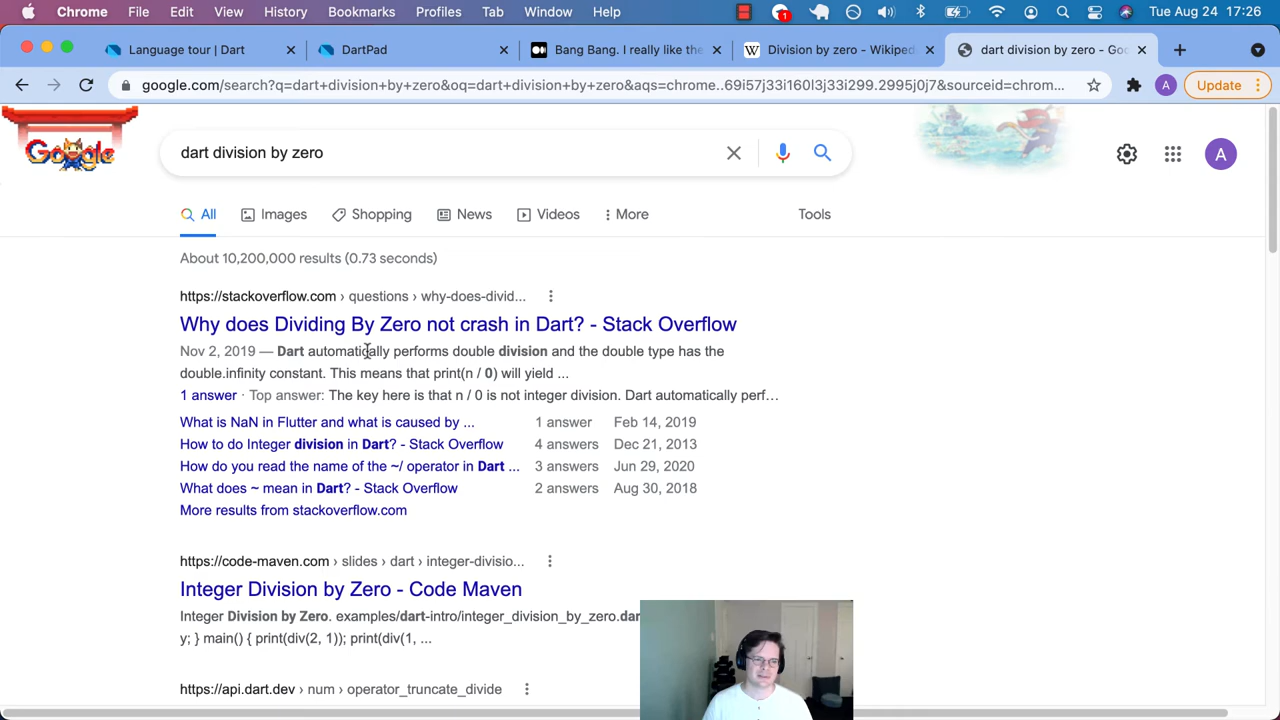 Chrome File Edit View History Bookmarks Profiles Tab Window Help 1 Tue Aug 24 17:26
Language tour | Dart DartPad Bang Bang. I really like the W Division by zero - Wikiped dart division by zero - Goo
google.com/search?q=dart+division+by+zero&oq=dart+division+by+zero&aqs=chrome..69i57j33i160l3j33i299.2995j0j7&sourceid=chrom... A Update
Google dart division by zero A
All Images Shopping News Videos More Tools
About 10,200,000 results (0.73 seconds)
https://stackoverflow.com › questions › why-does-divid...
Why does Dividing By Zero not crash in Dart? - Stack Overflow
Nov 2, 2019 — Dart automatically performs double division and the double type has the
double.infinity constant. This means that print(n / 0) will yield ...
1 answer · Top answer: The key here is that n / 0 is not integer division. Dart automatically perf...
What is NaN in Flutter and what is caused by ... 1 answer Feb 14, 2019
How to do Integer division in Dart? - Stack Overflow 4 answers Dec 21, 2013
How do you read the name of the ~/ operator in Dart ... 3 answers Jun 29, 2020
What does ~ mean in Dart? - Stack Overflow 2 answers Aug 30, 2018
More results from stackoverflow.com
https://code-maven.com › slides › dart › integer-divisio...
Integer Division by Zero - Code Maven
Integer Division by Zero. examples/dart-intro/integer_division_by_zero.dar
y; } main() { print(div(2, 1)); print(div(1, ...
https://api.dart.dev › num › operator_truncate_divide